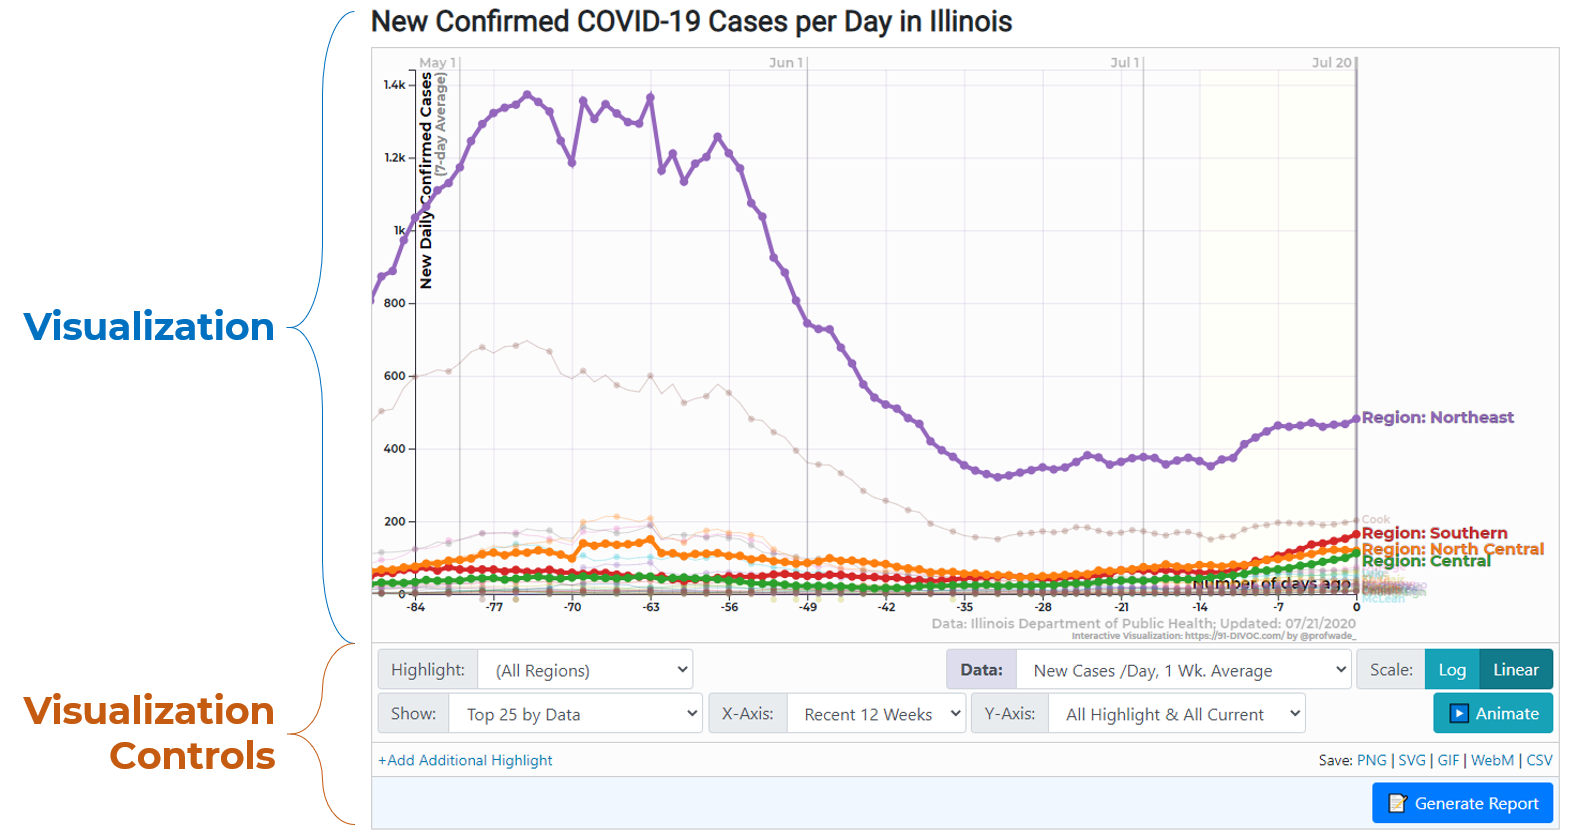 New Confirmed COVID-19 Cases per Day in Illinois
May 1
Jun 1
Jul 1
Jul 20
New Daily Confirmed Cases
(7-day Average)
1.4k
1.2k
1k
800
600
400
200
0
Visualization
Region: Northeast
Cook
Region: Southern
Region: North Central
Region: Central
McLean
Number of days ago
-84
-77
-70
-63
-56
-49
-42
-35
-28
-21
-14
-7
0
Data: Illinois Department of Public Health; Updated: 07/21/2020
Interactive Visualization: https://91-DIVOC.com/ by @profwade_
Visualization
Controls
Highlight: (All Regions) Data: New Cases /Day, 1 Wk. Average Scale: Log Linear
Show: Top 25 by Data X-Axis: Recent 12 Weeks Y-Axis: All Highlight & All Current Animate
+Add Additional Highlight Save: PNG | SVG | GIF | WebM | CSV
Generate Report